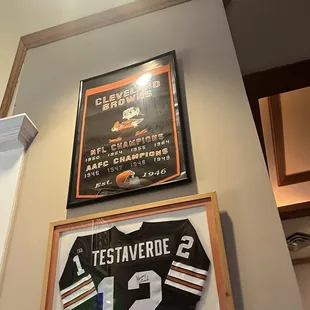 CLEVELAND
BROWNS
NFL CHAMPIONS
1950 1954 1955 1964
AAFC CHAMPIONS
1946 1947 1948 1949
Est. 1946
TESTAVERDE
12
1 2